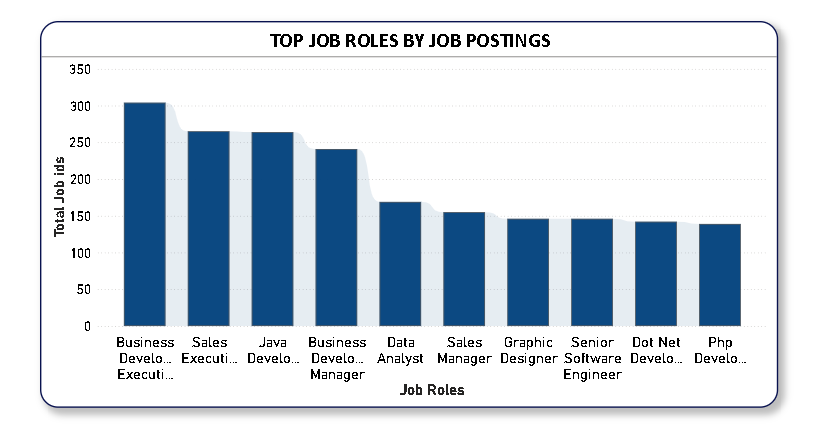 TOP JOB ROLES BY JOB POSTINGS
350
300
250
200
150
100
50
0
Total Job ids
Business Develo... Executi...
Sales Executi...
Java Develo...
Business Develo... Manager
Data Analyst
Sales Manager
Graphic Designer
Senior Software Engineer
Dot Net Develo...
Php Develo...
Job Roles